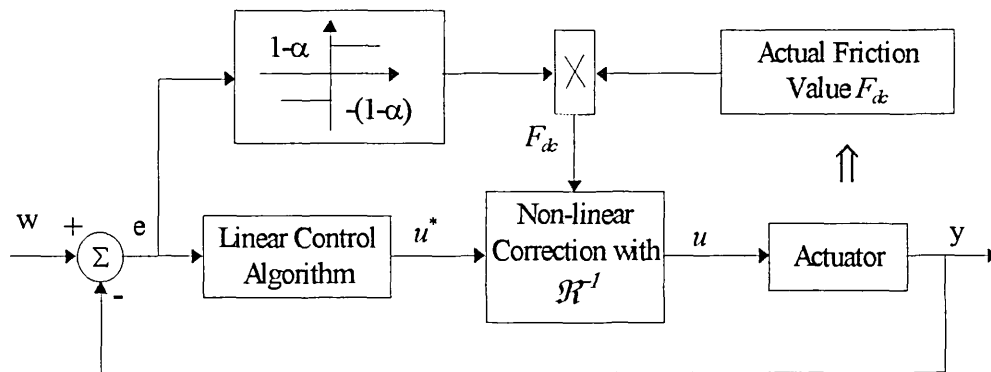 1-α
-(1-α)
X
Actual Friction
Value F_dc
F_dc
w
+
Σ
-
e
Linear Control
Algorithm
u*
Non-linear
Correction with
ℜ⁻¹
u
Actuator
y